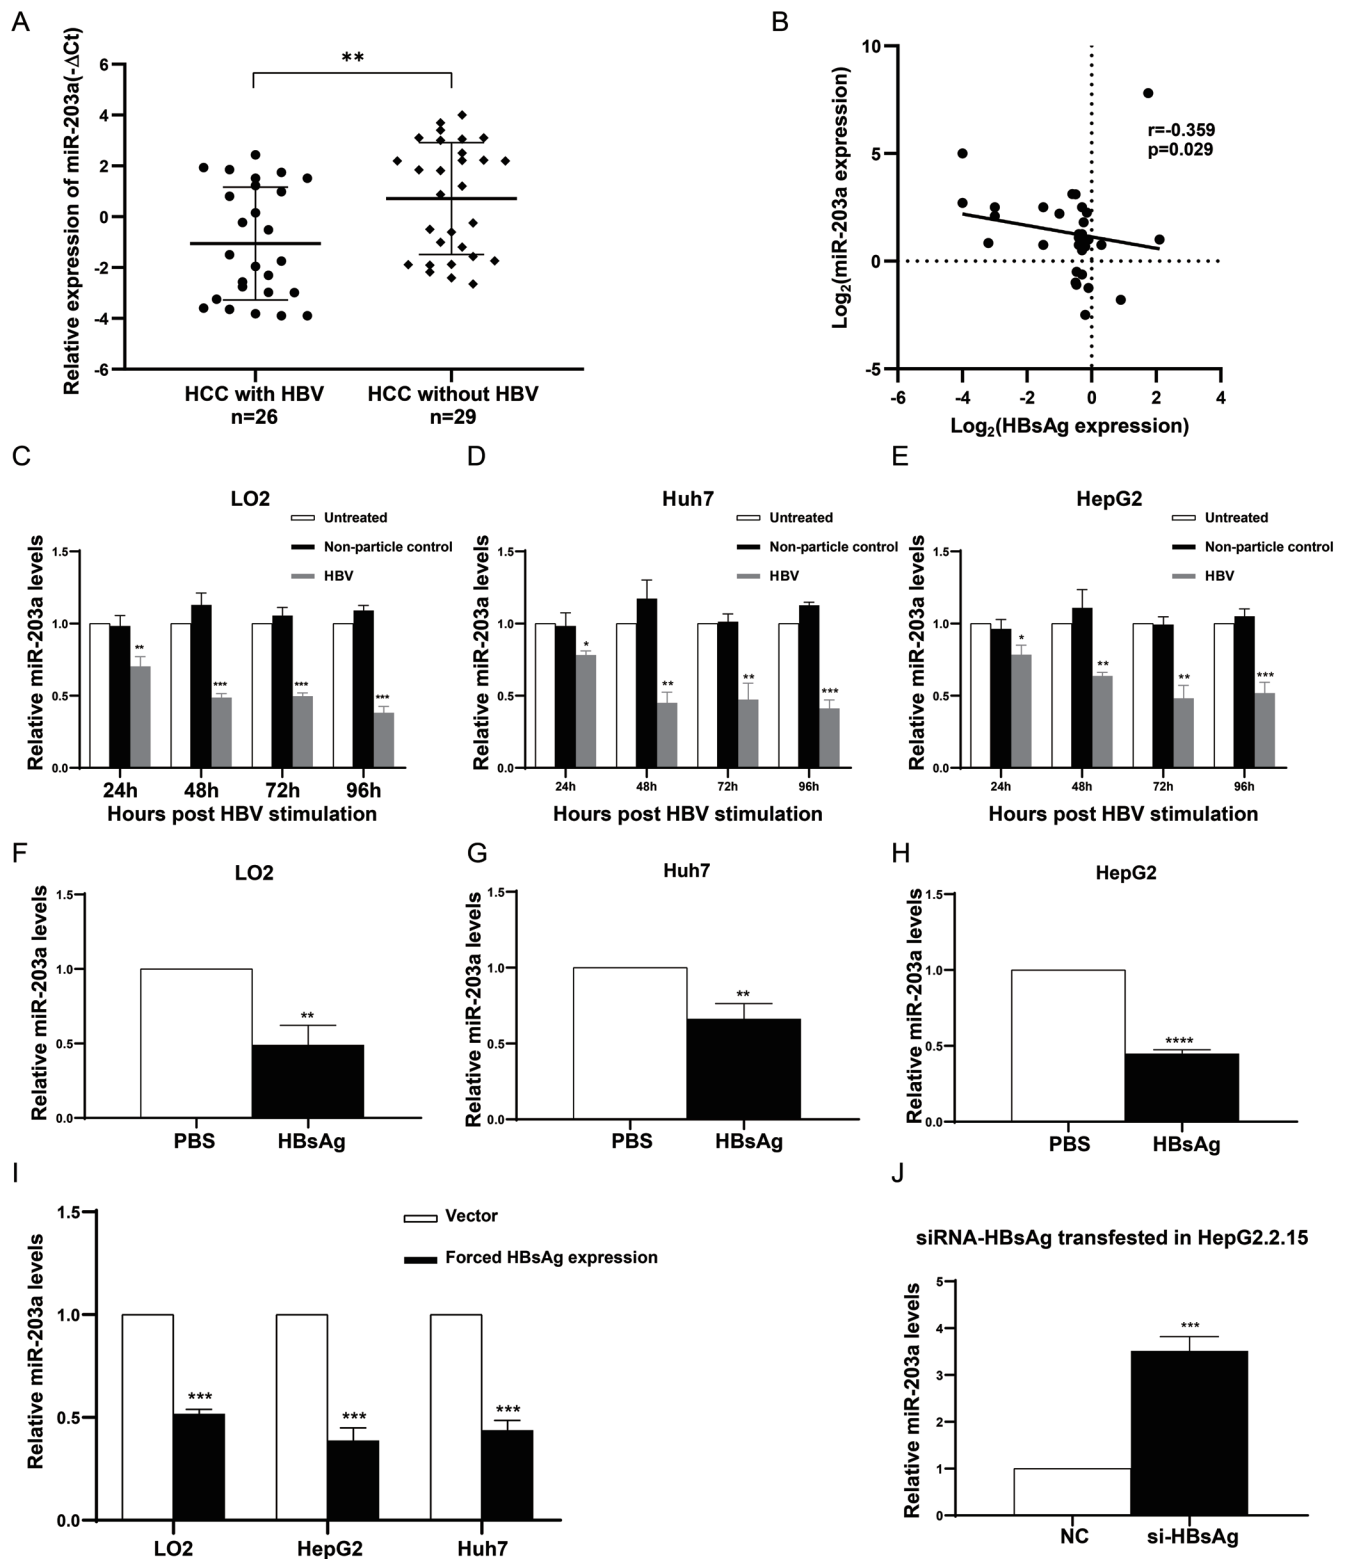 A
Relative expression of miR-203a(-ΔCt)
6
4
2
0
-2
-4
-6
**
HCC with HBV
n=26
HCC without HBV
n=29
B
Log2(miR-203a expression)
10
5
0
-5
r=-0.359
p=0.029
-6 -4 -2 0 2 4
Log2(HBsAg expression)
C
LO2
Untreated
Non-particle control
HBV
Relative miR-203a levels
1.5
1.0
0.5
0.0
** *** *** ***
24h 48h 72h 96h
Hours post HBV stimulation
D
Huh7
Untreated
Non-particle control
HBV
Relative miR-203a levels
1.5
1.0
0.5
0.0
* ** ** ***
24h 48h 72h 96h
Hours post HBV stimulation
E
HepG2
Untreated
Non-particle control
HBV
Relative miR-203a levels
1.5
1.0
0.5
0.0
* ** ** ***
24h 48h 72h 96h
Hours post HBV stimulation
F
LO2
Relative miR-203a levels
1.5
1.0
0.5
0.0
**
PBS HBsAg
G
Huh7
Relative miR-203a levels
1.5
1.0
0.5
0.0
**
PBS HBsAg
H
HepG2
Relative miR-203a levels
1.5
1.0
0.5
0.0
****
PBS HBsAg
I
Vector
Forced HBsAg expression
Relative miR-203a levels
1.5
1.0
0.5
0.0
*** *** ***
LO2 HepG2 Huh7
J
siRNA-HBsAg transfested in HepG2.2.15
Relative miR-203a levels
5
4
3
2
1
0
***
NC si-HBsAg